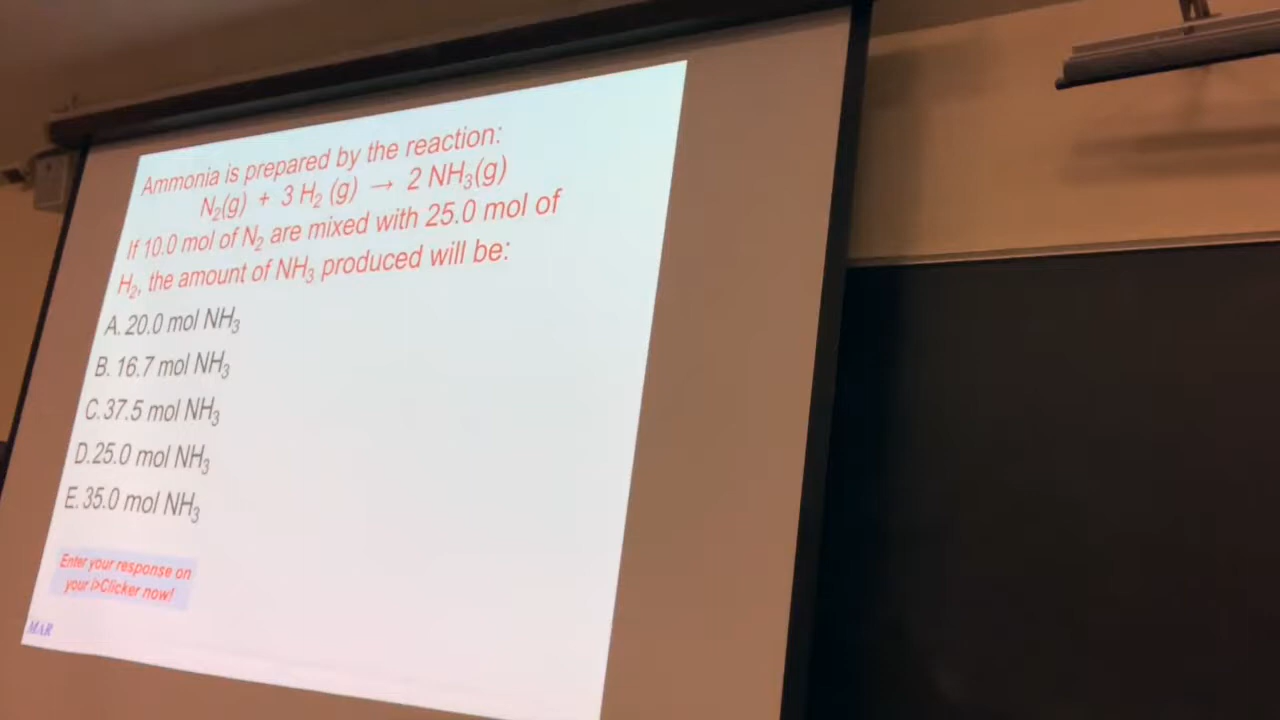 Ammonia is prepared by the reaction:
N₂(g) + 3 H₂ (g) → 2 NH₃(g)
If 10.0 mol of N₂ are mixed with 25.0 mol of
H₂, the amount of NH₃ produced will be:
A. 20.0 mol NH₃
B. 16.7 mol NH₃
C. 37.5 mol NH₃
D. 25.0 mol NH₃
E. 35.0 mol NH₃
Enter your response on
your i>Clicker now!
MAR